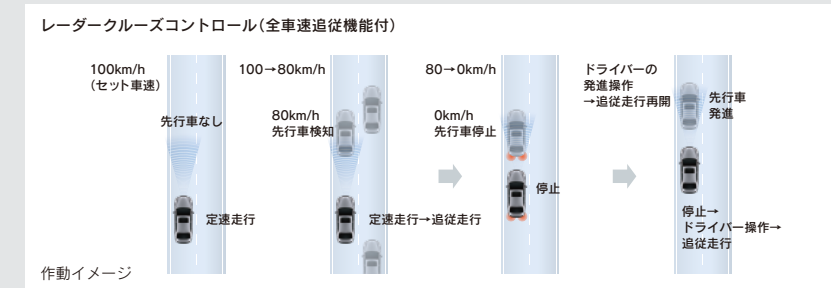 レーダークルーズコントロール（全車速追従機能付）
100km/h
（セット車速）
先行車なし
定速走行
100→80km/h
80km/h
先行車検知
定速走行→追従走行
80→0km/h
0km/h
先行車停止
停止
ドライバーの
発進操作
→追従走行再開
先行車
発進
停止→
ドライバー操作→
追従走行
作動イメージ